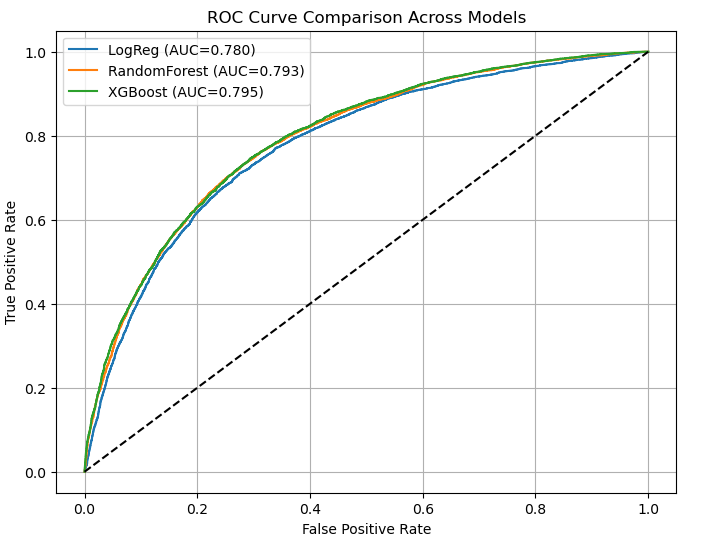 ROC Curve Comparison Across Models
LogReg (AUC=0.780)
RandomForest (AUC=0.793)
XGBoost (AUC=0.795)
True Positive Rate
1.0
0.8
0.6
0.4
0.2
0.0
0.0 0.2 0.4 0.6 0.8 1.0
False Positive Rate